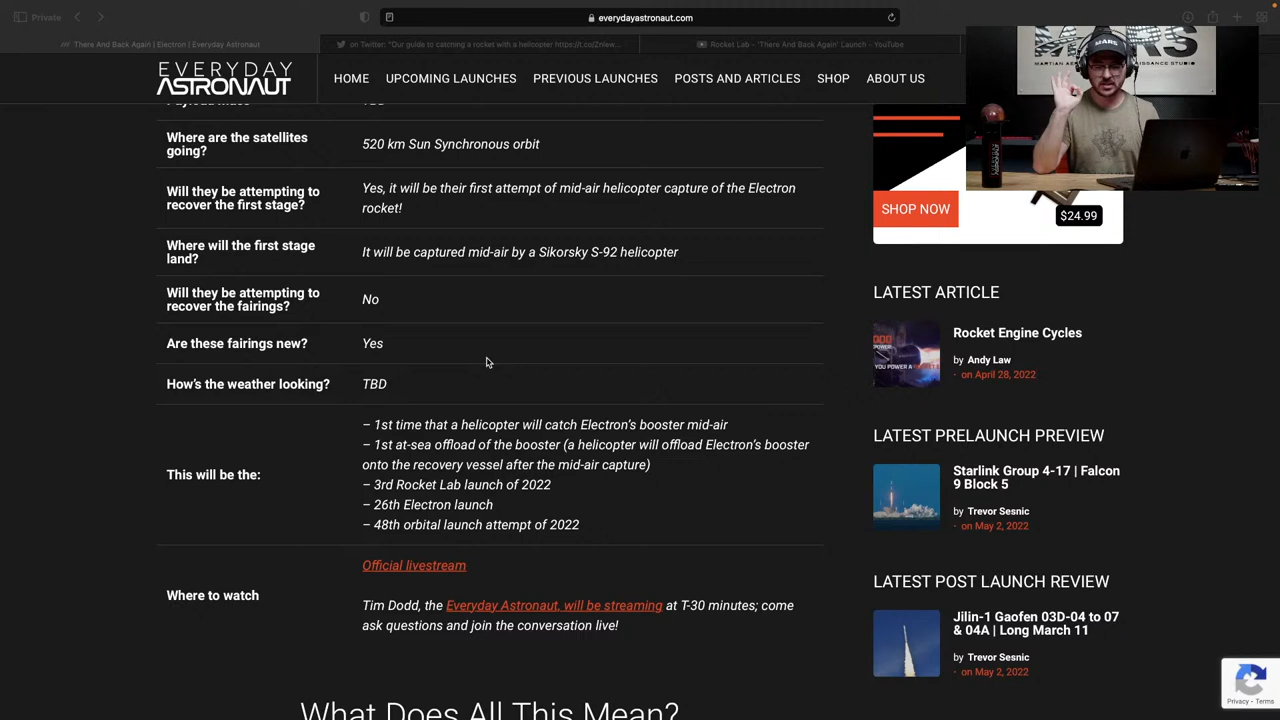 Private
everydayastronaut.com
There And Back Again | Electron | Everyday Astronaut
Rocket Lab - 'There And Back Again' Launch - YouTube
EVERYDAY
ASTRONAUT
HOME
UPCOMING LAUNCHES
PREVIOUS LAUNCHES
POSTS AND ARTICLES
SHOP
ABOUT US
MARS
Where are the satellites
going?
520 km Sun Synchronous orbit
Will they be attempting to
recover the first stage?
Yes, it will be their first attempt of mid-air helicopter capture of the Electron
rocket!
Where will the first stage
land?
It will be captured mid-air by a Sikorsky S-92 helicopter
Will they be attempting to
recover the fairings?
No
Are these fairings new?
Yes
How's the weather looking?
TBD
This will be the:
– 1st time that a helicopter will catch Electron's booster mid-air
– 1st at-sea offload of the booster (a helicopter will offload Electron's booster
onto the recovery vessel after the mid-air capture)
– 3rd Rocket Lab launch of 2022
– 26th Electron launch
– 48th orbital launch attempt of 2022
Where to watch
Official livestream
Tim Dodd, the Everyday Astronaut, will be streaming at T-30 minutes; come
ask questions and join the conversation live!
What Does All This Mean?
SHOP NOW
$24.99
LATEST ARTICLE
Rocket Engine Cycles
by Andy Law
· on April 28, 2022
LATEST PRELAUNCH PREVIEW
Starlink Group 4-17 | Falcon
9 Block 5
by Trevor Sesnic
· on May 2, 2022
LATEST POST LAUNCH REVIEW
Jilin-1 Gaofen 03D-04 to 07
& 04A | Long March 11
by Trevor Sesnic
· on May 2, 2022
Privacy - Terms